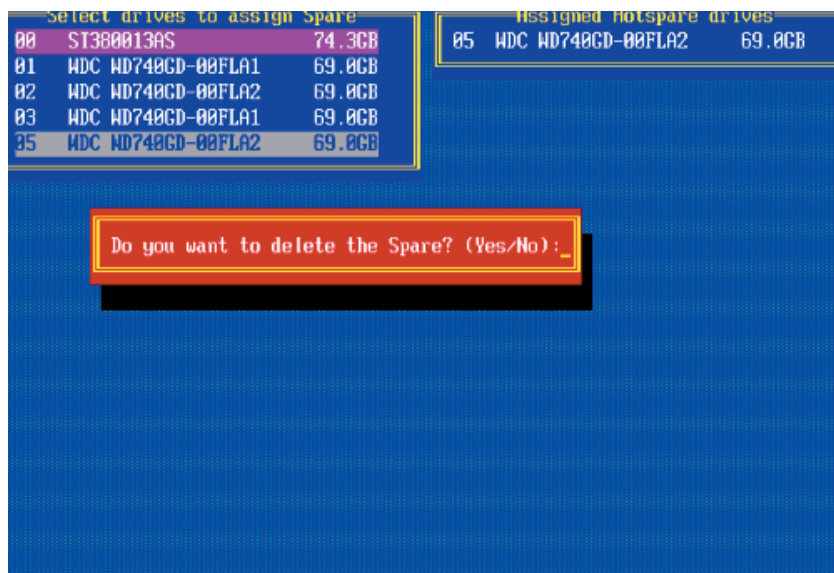 Select drives to assign Spare
00 ST380013AS 74.3GB
01 WDC WD740GD-00FLA1 69.0GB
02 WDC WD740GD-00FLA2 69.0GB
03 WDC WD740GD-00FLA1 69.0GB
05 WDC WD740GD-00FLA2 69.0GB
Assigned Hotspare drives
05 WDC WD740GD-00FLA2 69.0GB
Do you want to delete the Spare? (Yes/No):_